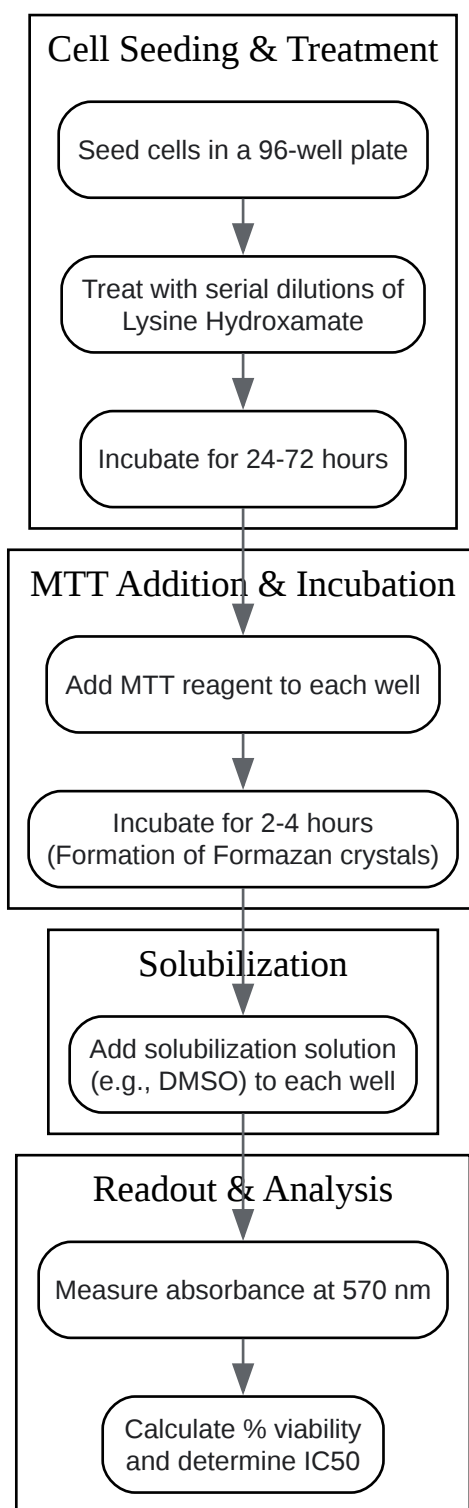 Cell Seeding & Treatment
Seed cells in a 96-well plate
Treat with serial dilutions of
Lysine Hydroxamate
Incubate for 24-72 hours
MTT Addition & Incubation
Add MTT reagent to each well
Incubate for 2-4 hours
(Formation of Formazan crystals)
Solubilization
Add solubilization solution
(e.g., DMSO) to each well
Readout & Analysis
Measure absorbance at 570 nm
Calculate % viability
and determine IC50